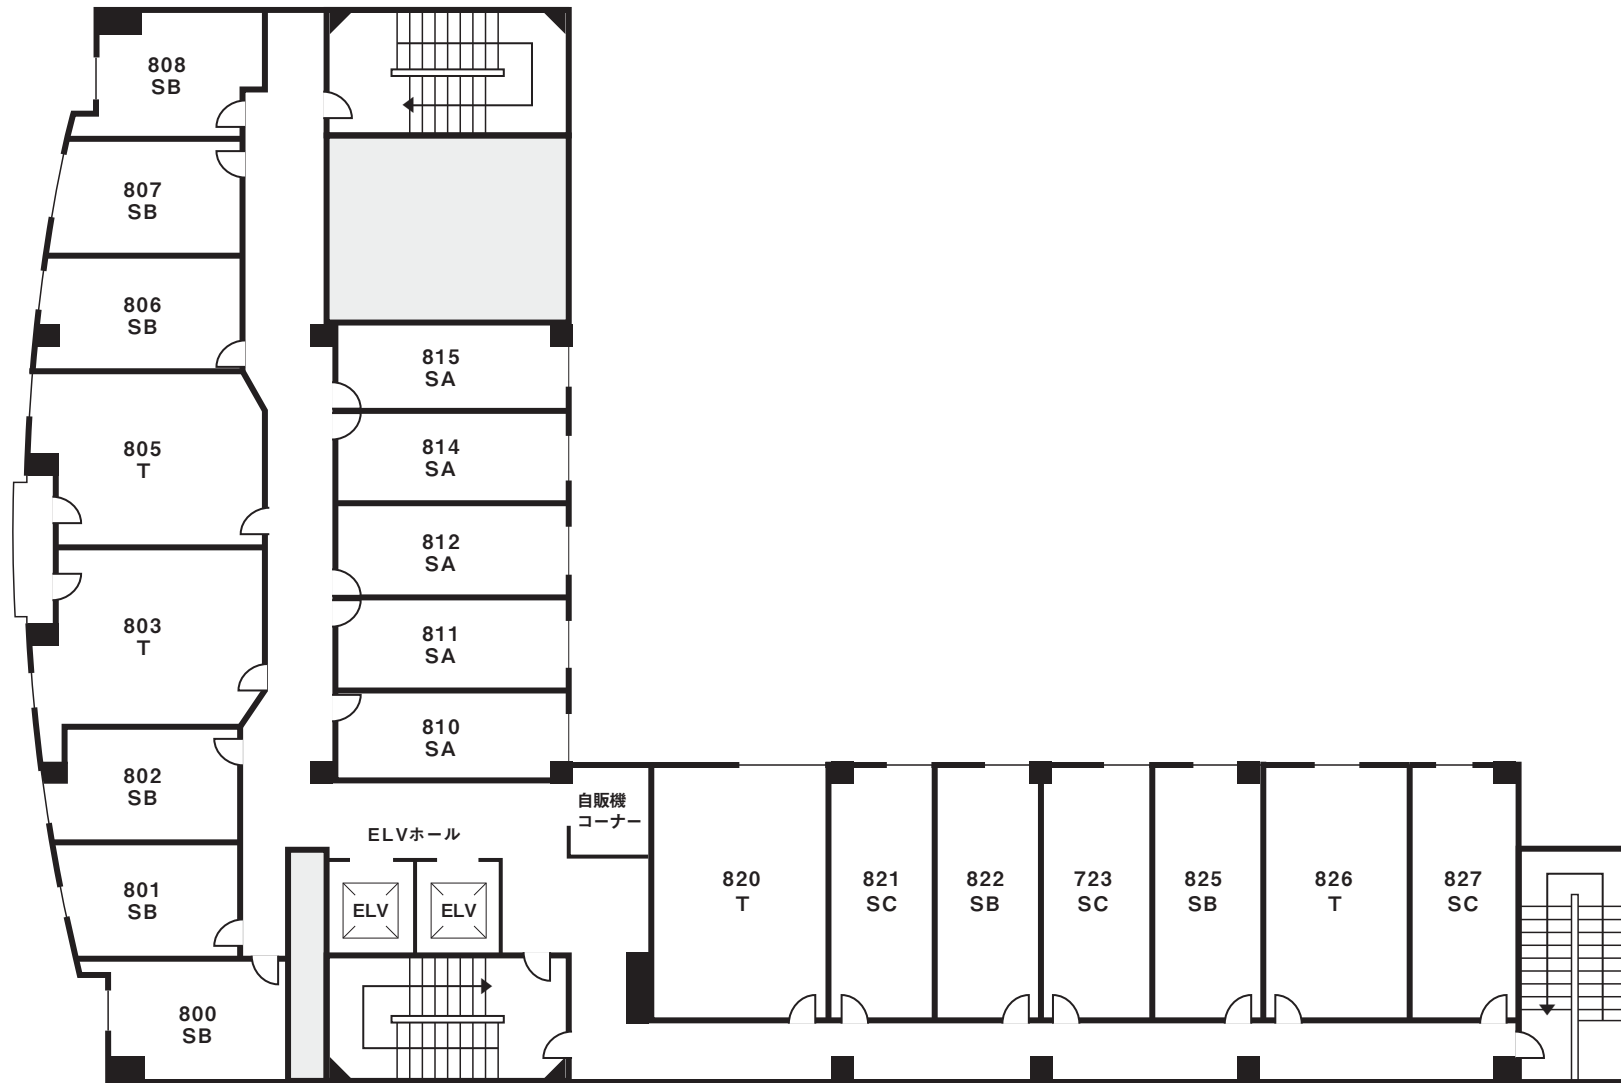 808
SB
807
SB
806
SB
805
T
803
T
802
SB
801
SB
800
SB
815
SA
814
SA
812
SA
811
SA
810
SA
ELVホール
ELV
ELV
自販機
コーナー
820
T
821
SC
822
SB
723
SC
825
SB
826
T
827
SC